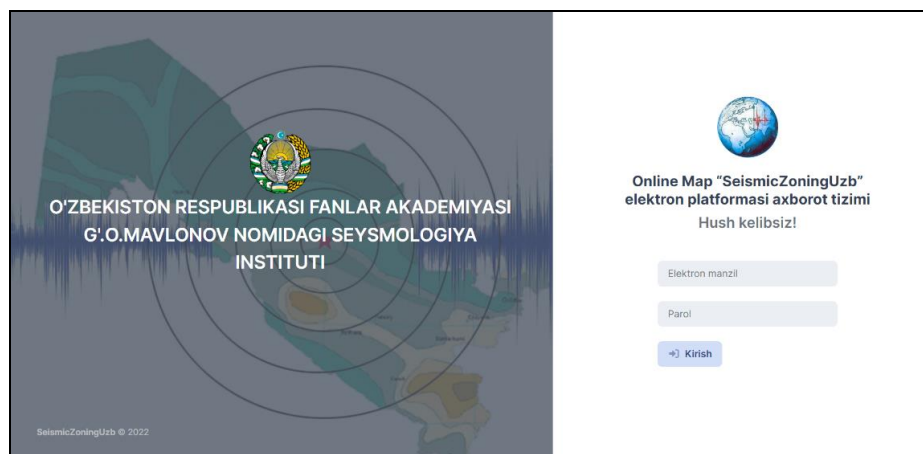 O'ZBEKISTON RESPUBLIKASI FANLAR AKADEMIYASI
G'.O.MAVLONOV NOMIDAGI SEYSMOLOGIYA
INSTITUTI
SeismicZoningUzb © 2022
Online Map “SeismicZoningUzb”
elektron platformasi axborot tizimi
Hush kelibsiz!
Elektron manzil
Parol
Kirish